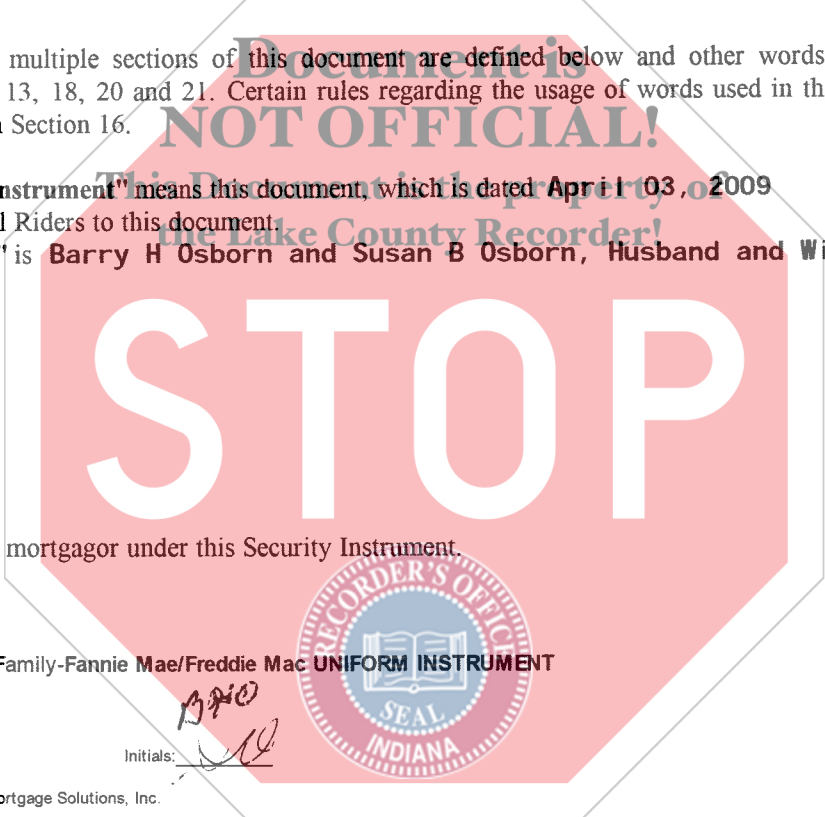 Document is
multiple sections of this document are defined below and other words
13, 18, 20 and 21. Certain rules regarding the usage of words used in th
Section 16.
NOT OFFICIAL!
nstrument" means this document, which is dated April 03, 2009
This Document is the property of
l Riders to this document.
the Lake County Recorder!
" is Barry H Osborn and Susan B Osborn, Husband and Wi
STOP
mortgagor under this Security Instrument.
RECORDER'S OFFICE
SEAL
INDIANA
Family-Fannie Mae/Freddie Mac UNIFORM INSTRUMENT
BHO
Initials:
ortgage Solutions, Inc.